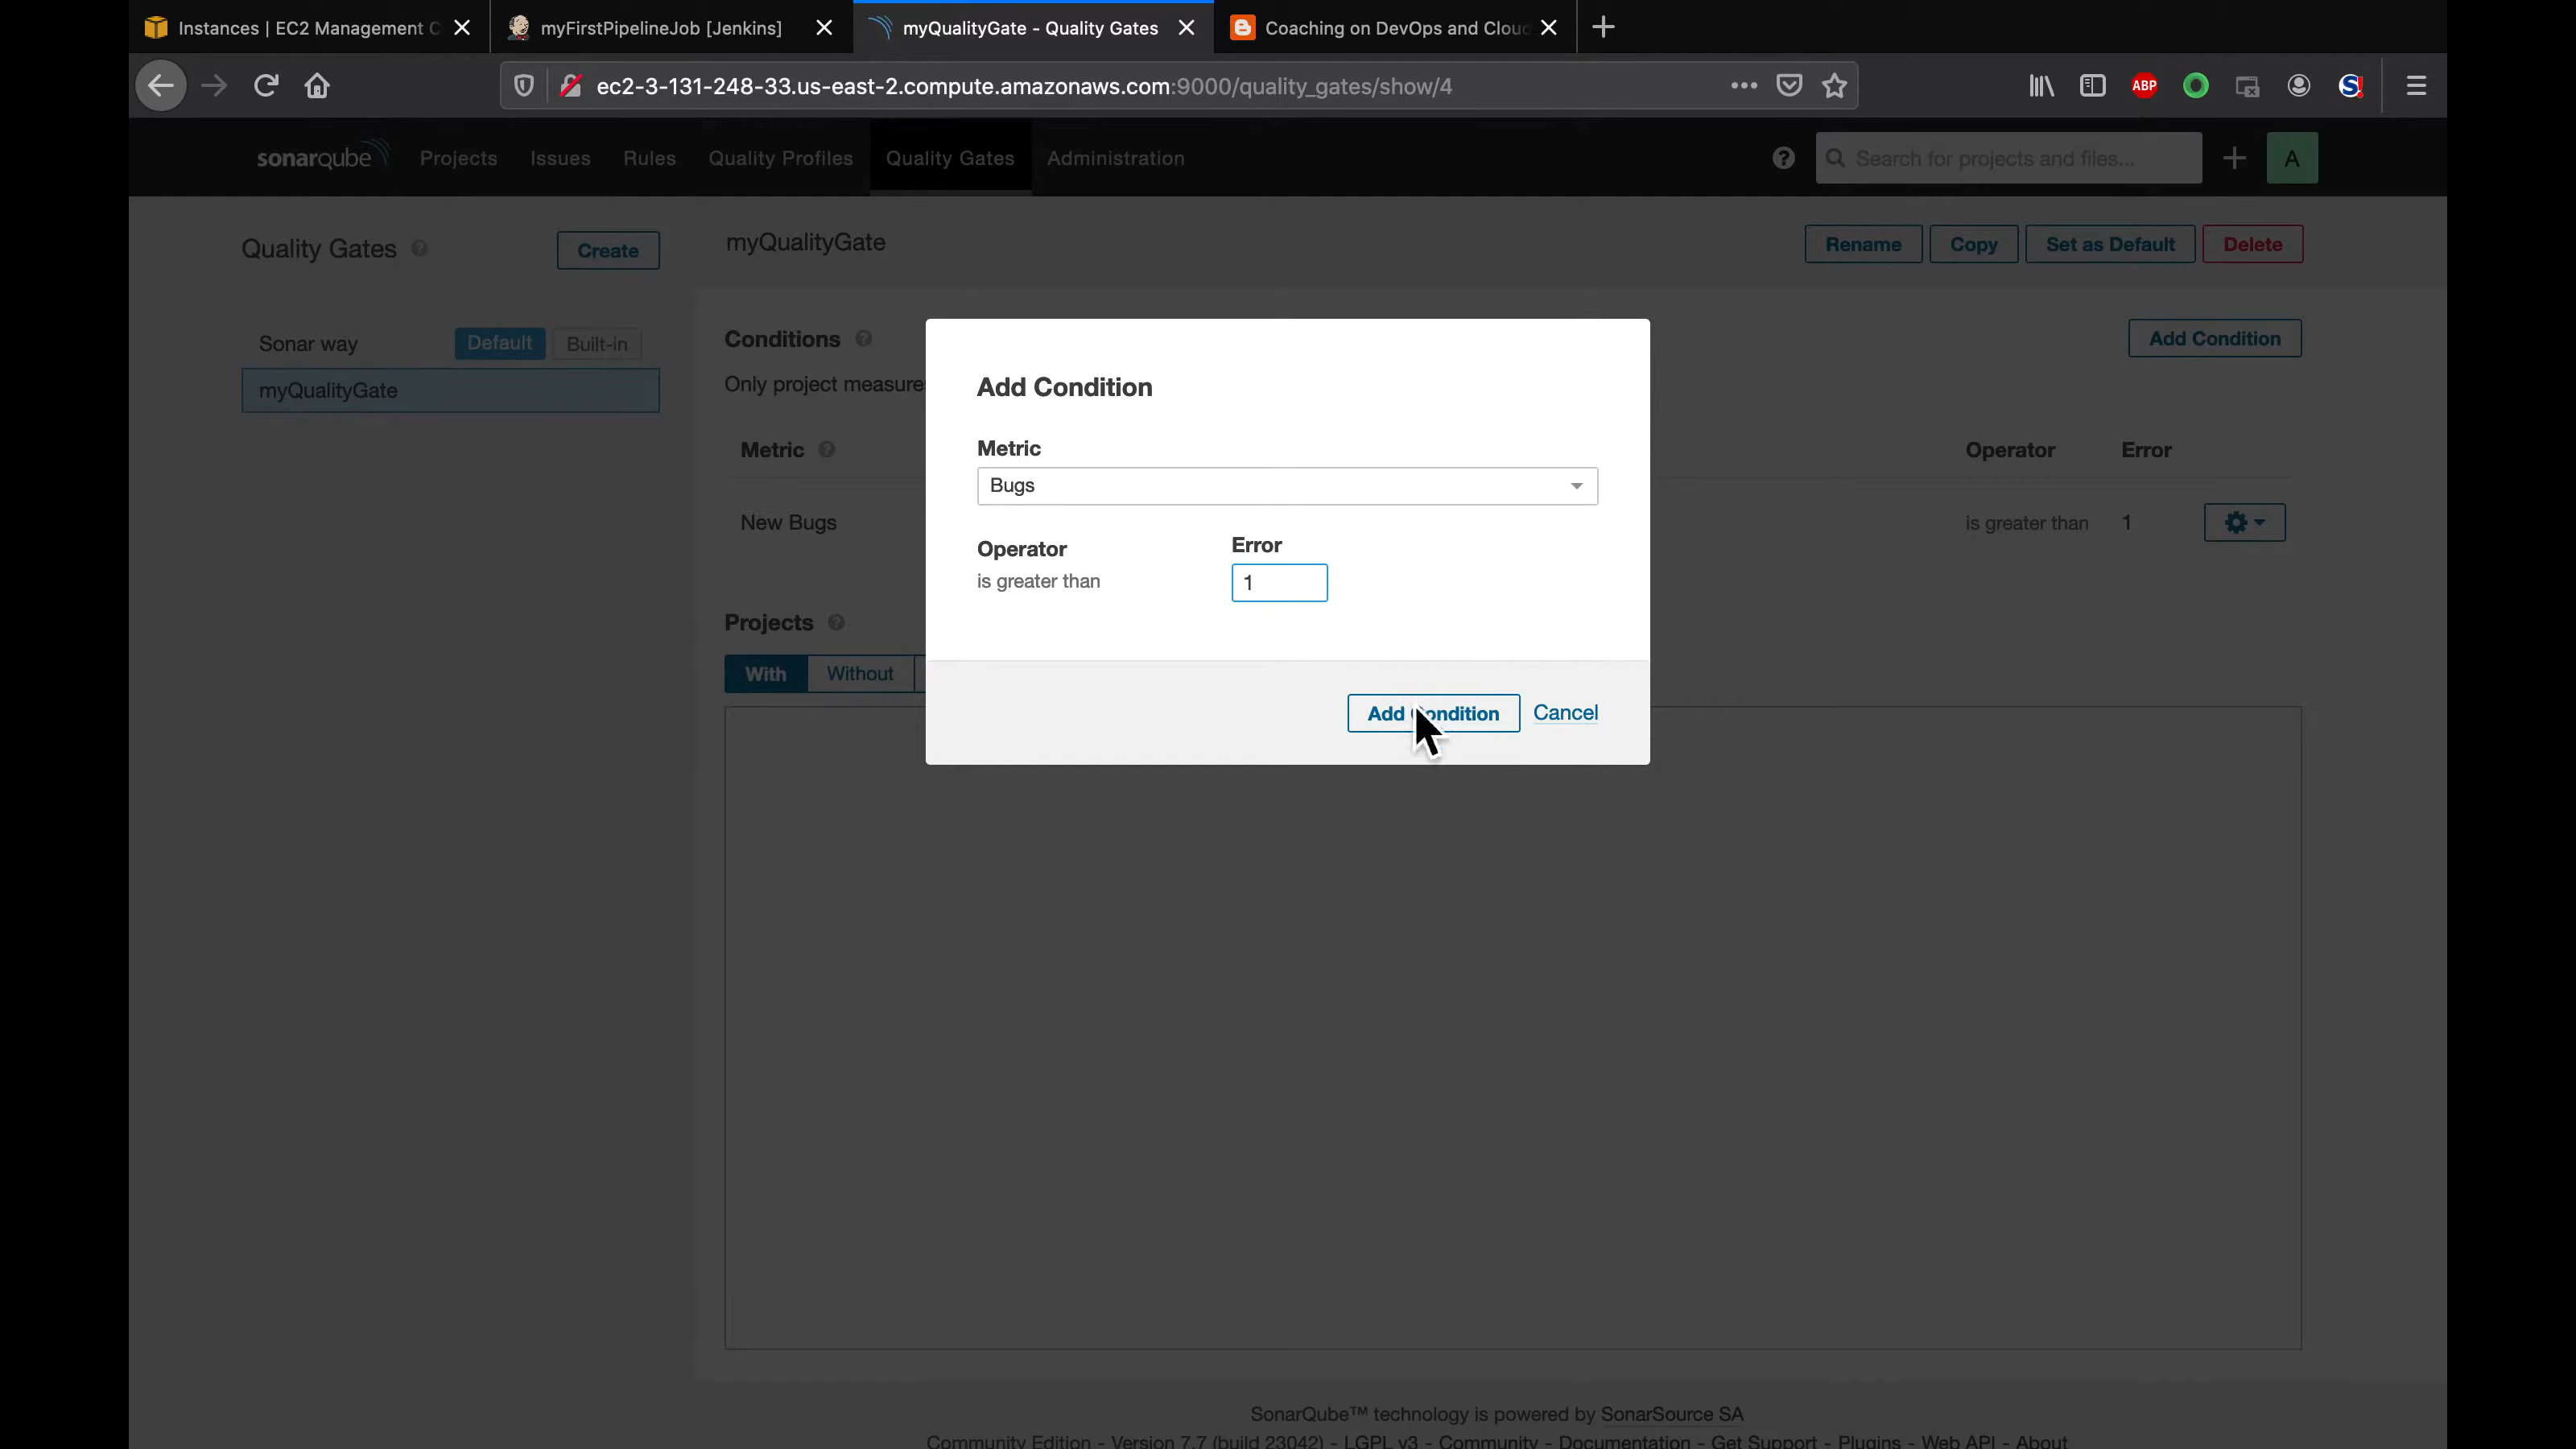 Instances | EC2 Management C
myFirstPipelineJob [Jenkins]
myQualityGate - Quality Gates
Coaching on DevOps and Cloud
ec2-3-131-248-33.us-east-2.compute.amazonaws.com:9000/quality_gates/show/4
ABP
sonarqube
Projects
Issues
Rules
Quality Profiles
Quality Gates
Administration
Search for projects and files...
A
Quality Gates
Create
myQualityGate
Rename
Copy
Set as Default
Delete
Sonar way
Default
Built-in
myQualityGate
Conditions
Add Condition
Only project measures
Metric
Operator
Error
New Bugs
is greater than
1
Projects
With
Without
Add Condition
Metric
Bugs
Operator
Error
is greater than
1
Add Condition
Cancel
SonarQube™ technology is powered by SonarSource SA
Community Edition - Version 7.7 (build 23042) - LGPL v3 - Community - Documentation - Get Support - Plugins - Web API - About